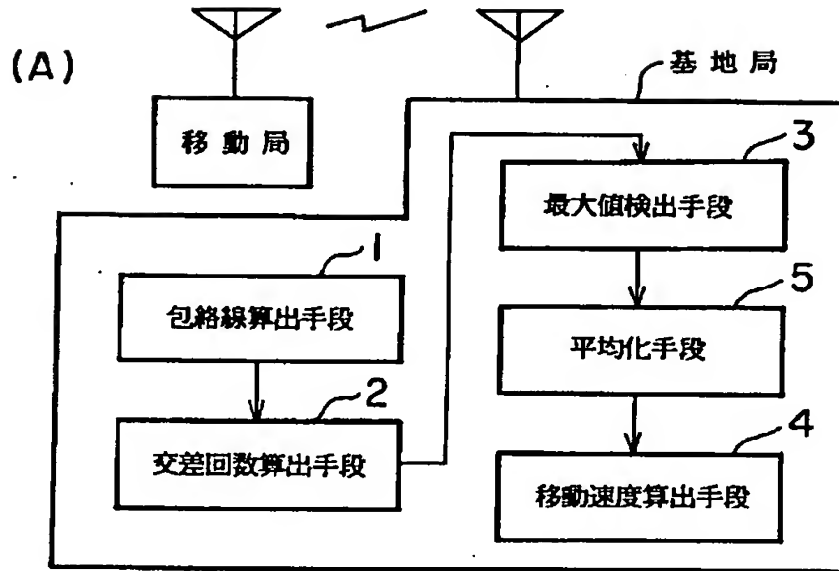 (A)
基地局
移動局
3
最大値検出手段
1
包絡線算出手段
5
平均化手段
2
交差回数算出手段
4
移動速度算出手段